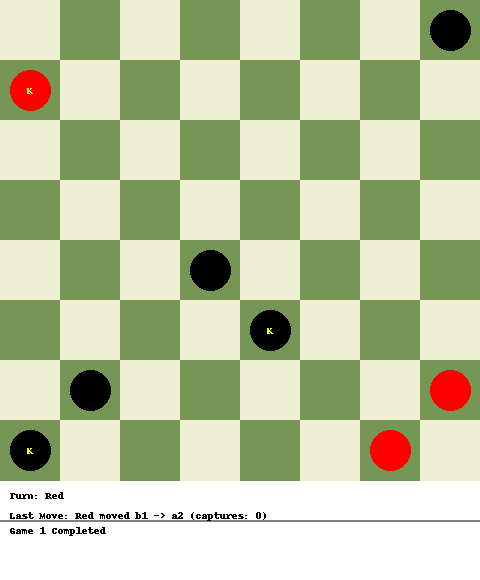 K
K
K
Turn: Red
Last Move: Red moved b1 -> a2 (captures: 0)
Game 1 Completed